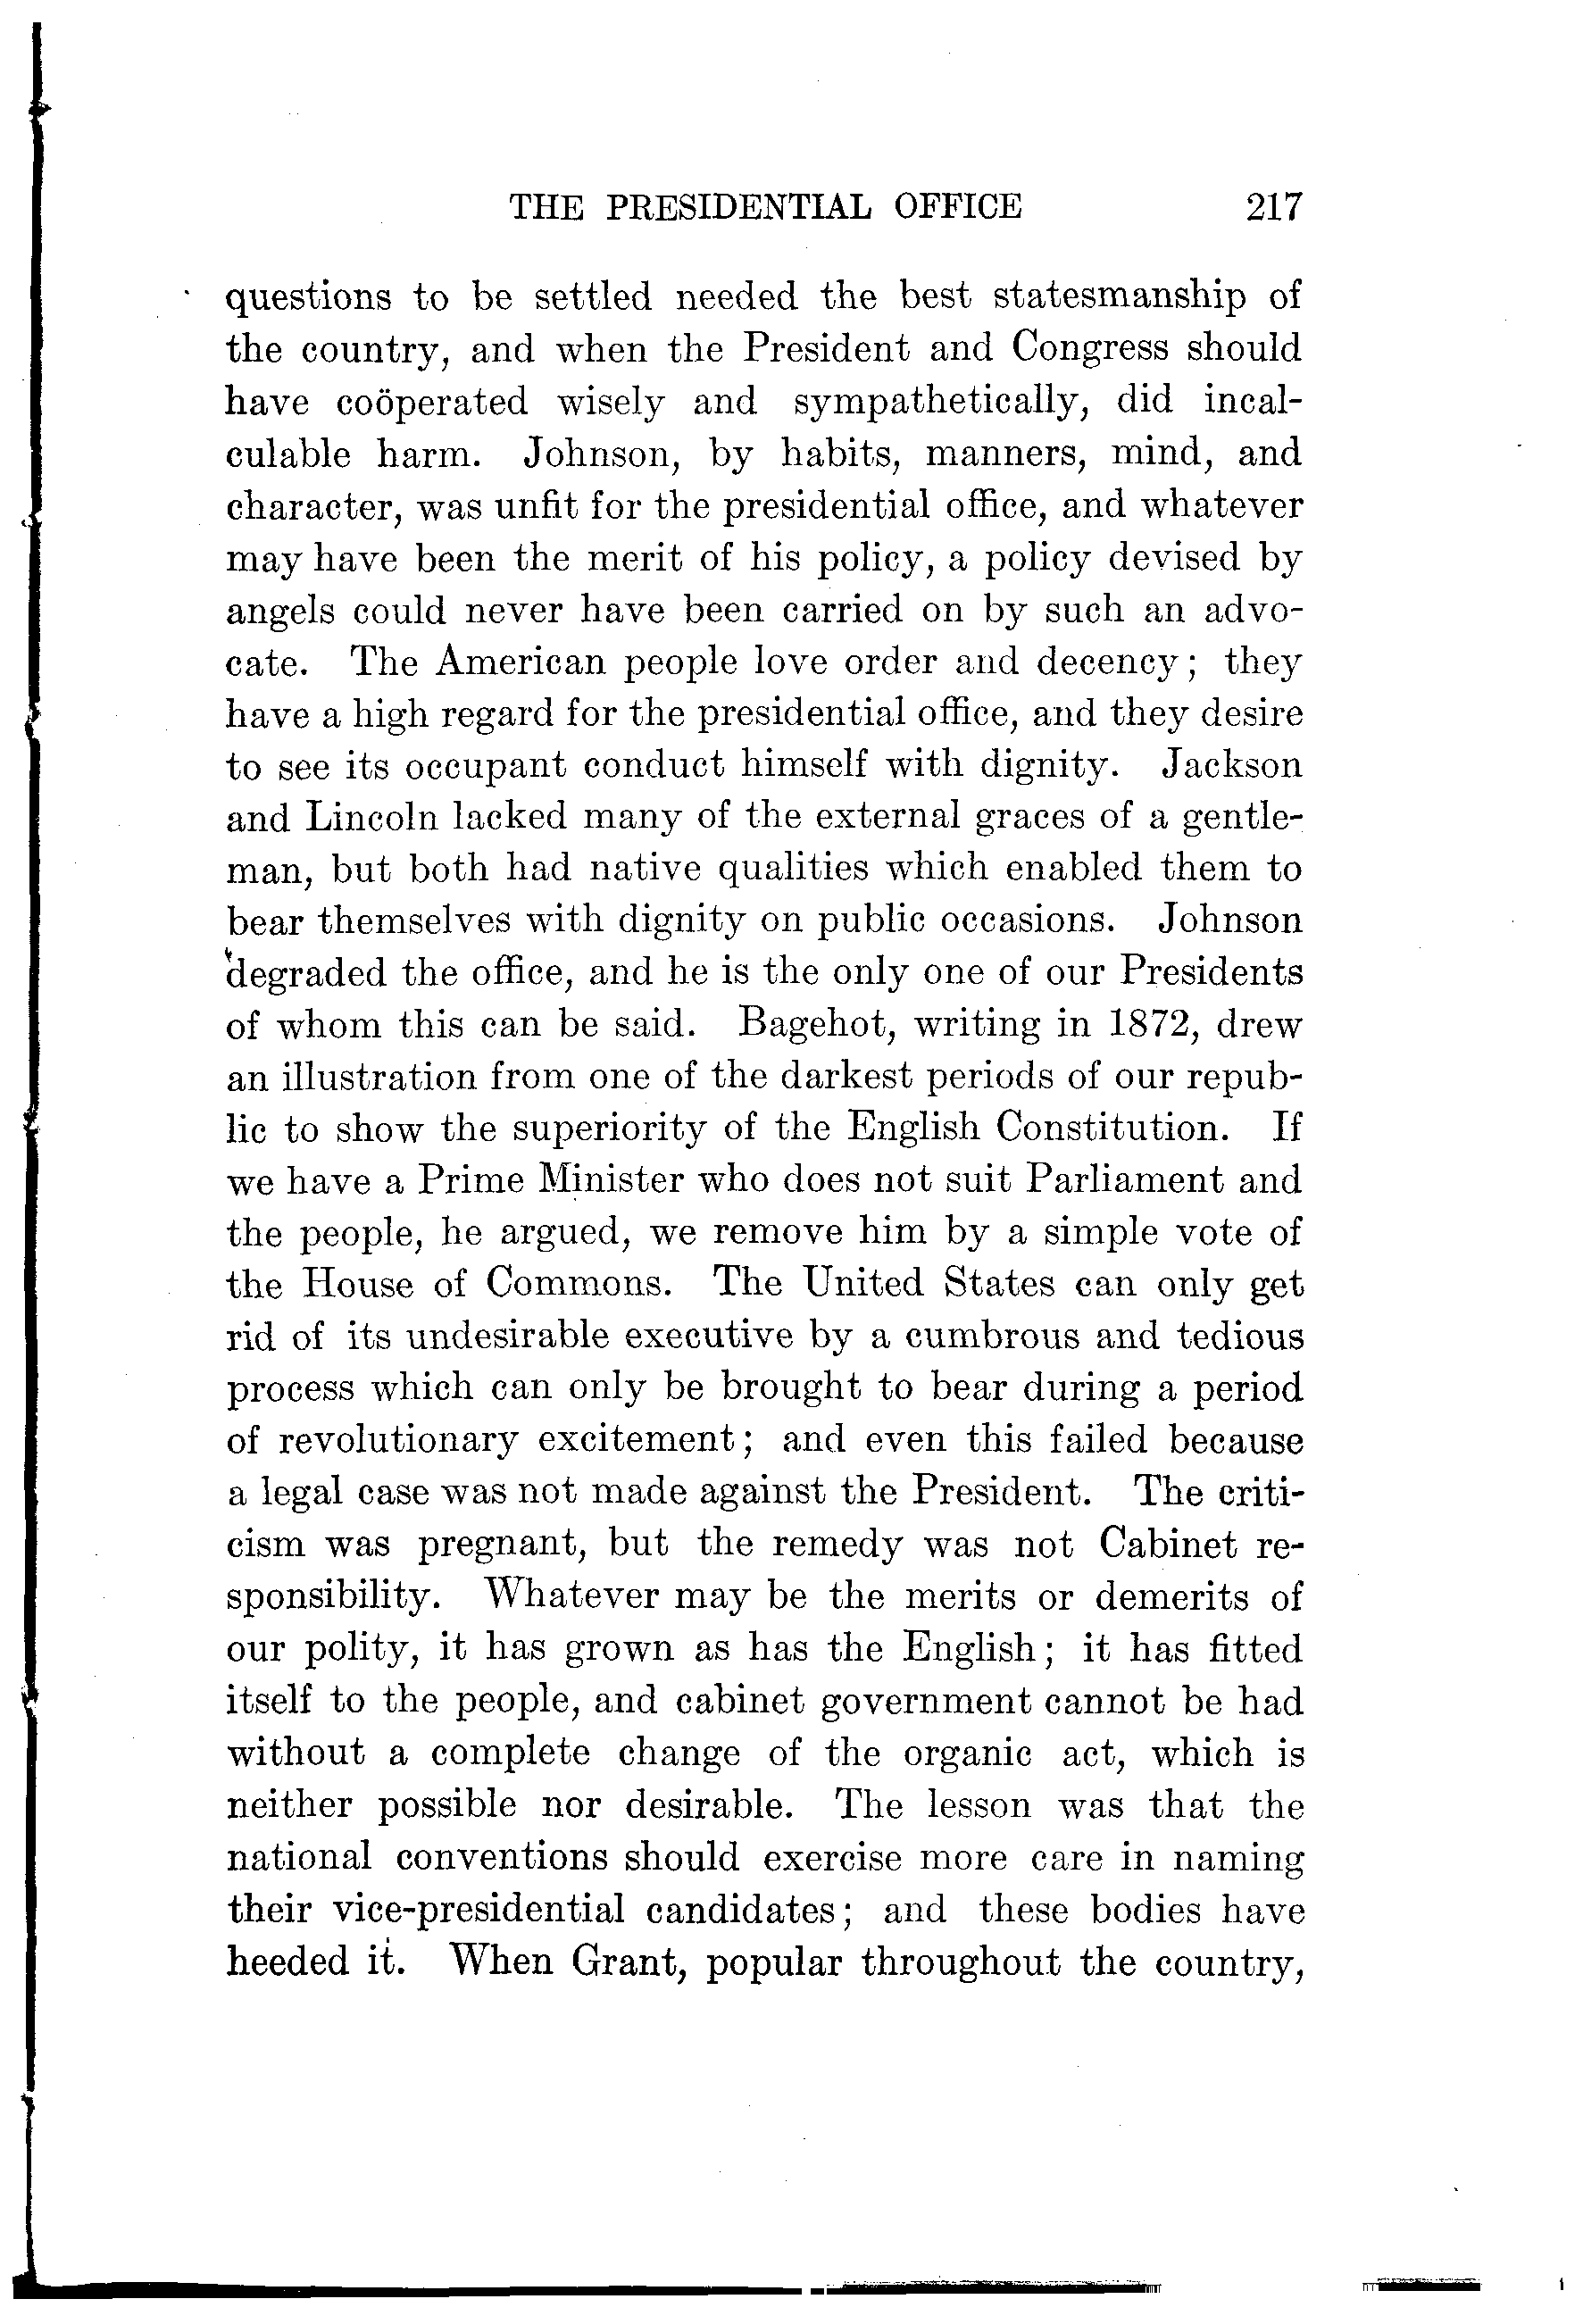 THE PRESIDENTIAL OFFICE 217
questions to be settled needed the best statesmanship of
the country, and when the President and Congress should
have coöperated wisely and sympathetically, did incal-
culable harm. Johnson, by habits, manners, mind, and
character, was unfit for the presidential office, and whatever
may have been the merit of his policy, a policy devised by
angels could never have been carried on by such an advo-
cate. The American people love order and decency; they
have a high regard for the presidential office, and they desire
to see its occupant conduct himself with dignity. Jackson
and Lincoln lacked many of the external graces of a gentle-
man, but both had native qualities which enabled them to
bear themselves with dignity on public occasions. Johnson
degraded the office, and he is the only one of our Presidents
of whom this can be said. Bagehot, writing in 1872, drew
an illustration from one of the darkest periods of our repub-
lic to show the superiority of the English Constitution. If
we have a Prime Minister who does not suit Parliament and
the people, he argued, we remove him by a simple vote of
the House of Commons. The United States can only get
rid of its undesirable executive by a cumbrous and tedious
process which can only be brought to bear during a period
of revolutionary excitement; and even this failed because
a legal case was not made against the President. The criti-
cism was pregnant, but the remedy was not Cabinet re-
sponsibility. Whatever may be the merits or demerits of
our polity, it has grown as has the English; it has fitted
itself to the people, and cabinet government cannot be had
without a complete change of the organic act, which is
neither possible nor desirable. The lesson was that the
national conventions should exercise more care in naming
their vice-presidential candidates; and these bodies have
heeded it. When Grant, popular throughout the country,